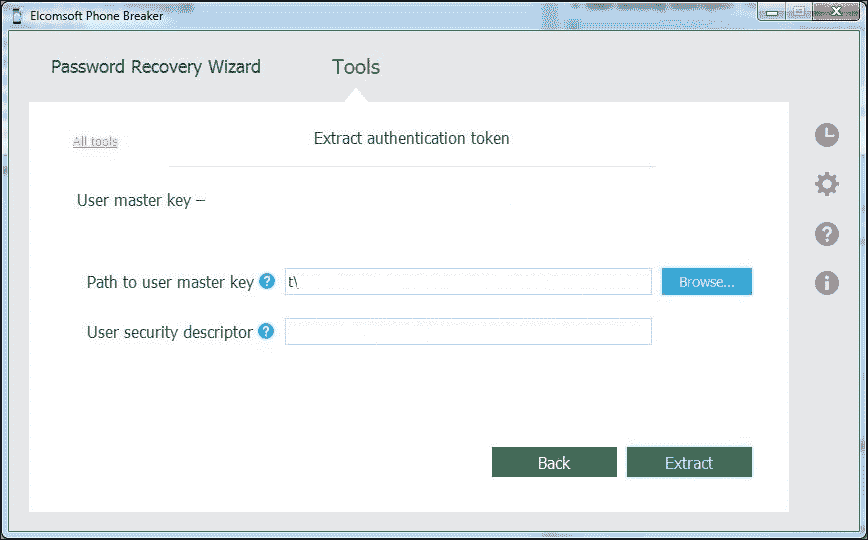 Elcomsoft Phone Breaker
Password Recovery Wizard Tools
All tools
Extract authentication token
User master key –
Path to user master key ? t\ Browse...
User security descriptor ?
Back Extract